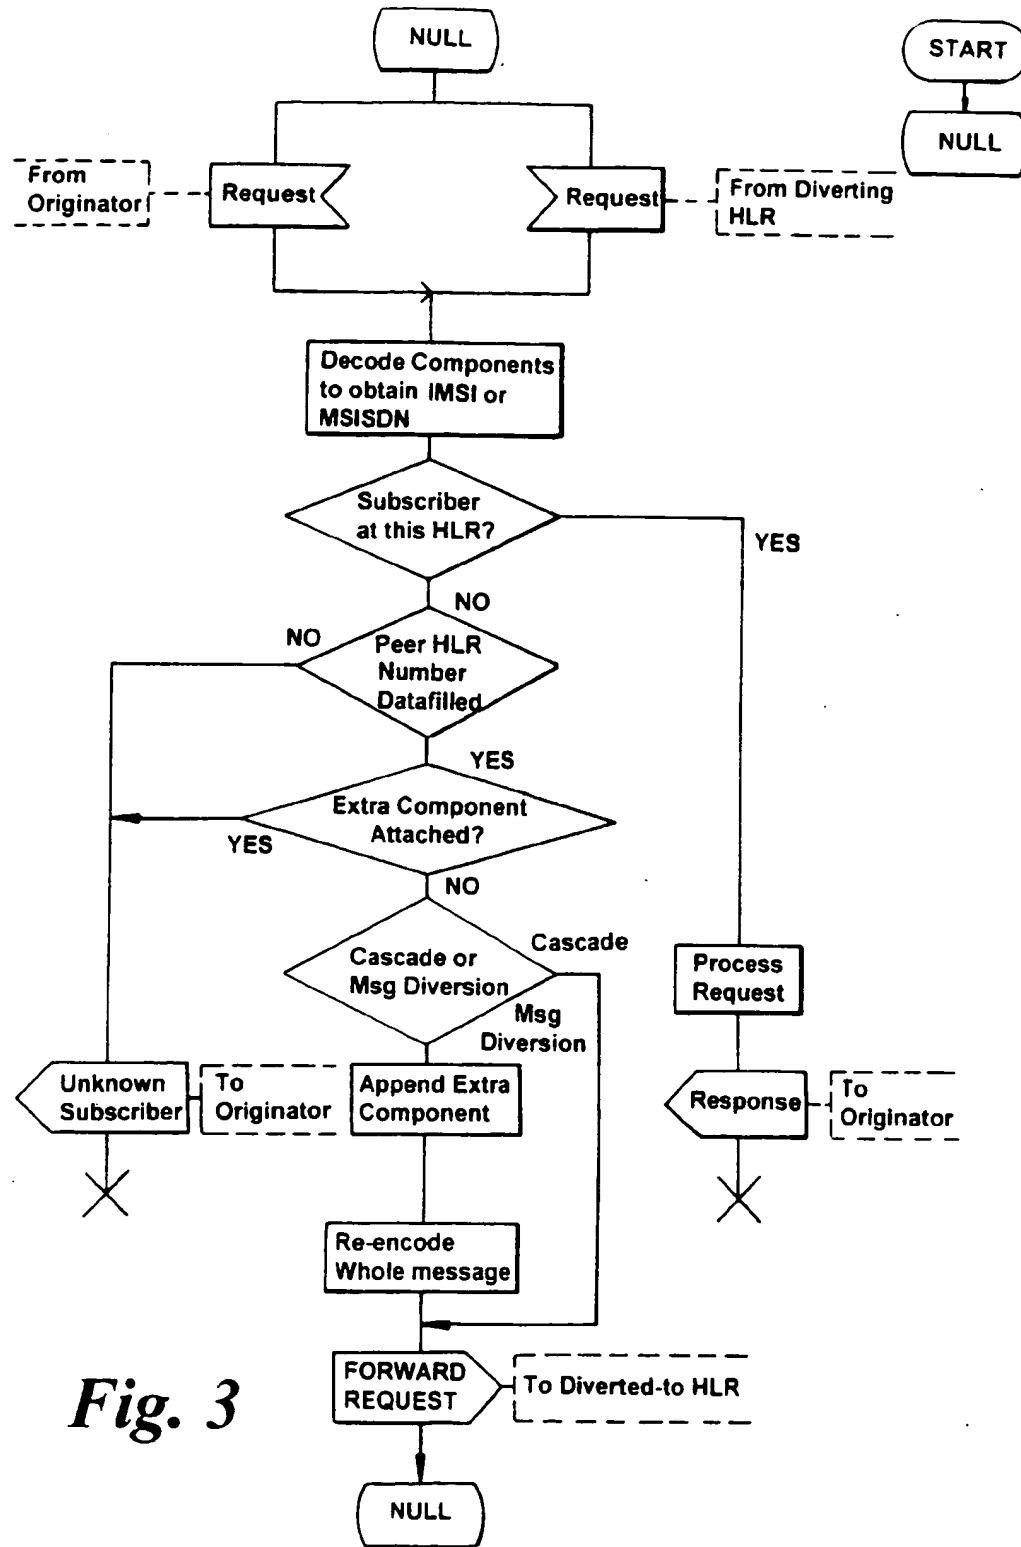 NULL
START
NULL
From
Originator
Request
Request
From Diverting
HLR
Decode Components
to obtain IMSI or
MSISDN
Subscriber
at this HLR?
YES
NO
NO
Peer HLR
Number
Datafilled
YES
Extra Component
Attached?
YES
NO
Cascade
Cascade or
Msg Diversion
Msg
Diversion
Process
Request
Unknown
Subscriber
To
Originator
Append Extra
Component
Response
To
Originator
Re-encode
Whole message
FORWARD
REQUEST
To Diverted-to HLR
Fig. 3
NULL